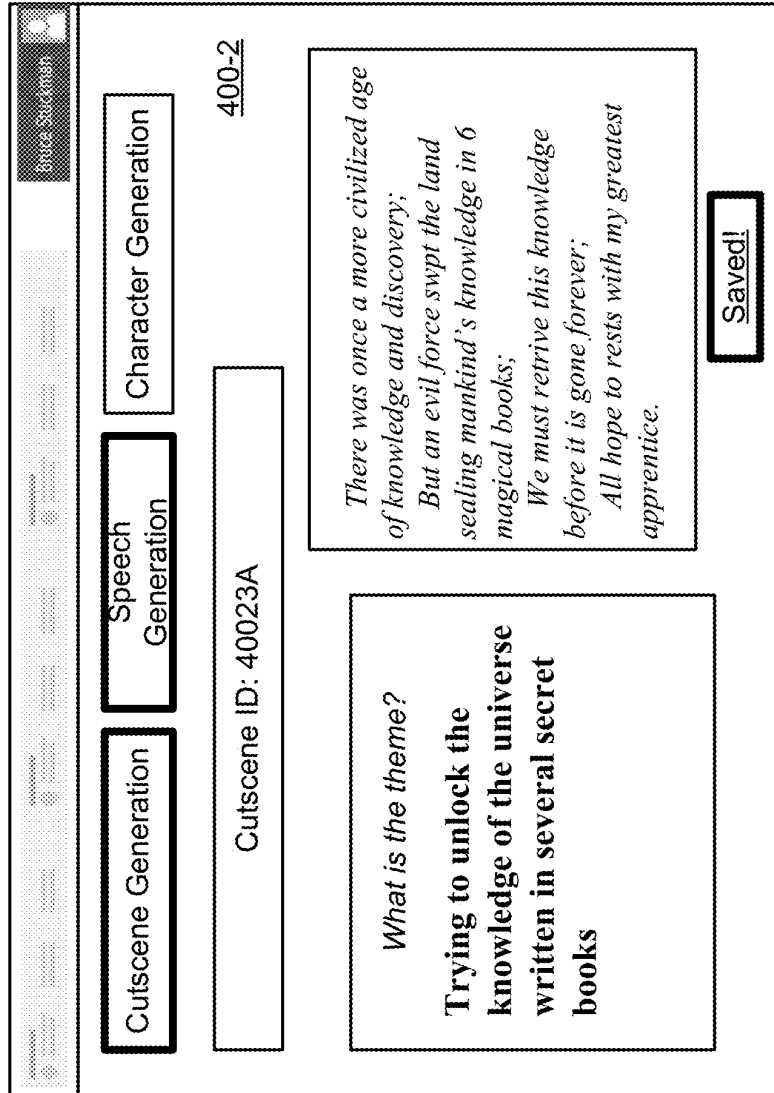 Bruce Stuckman
Cutscene Generation
Speech
Generation
Character Generation
400-2
Cutscene ID: 40023A
What is the theme?
Trying to unlock the
knowledge of the universe
written in several secret
books
There was once a more civilized age
of knowledge and discovery;
But an evil force swpt the land
sealing mankind's knowledge in 6
magical books;
We must retrive this knowledge
before it is gone forever;
All hope to rests with my greatest
apprentice.
Saved!